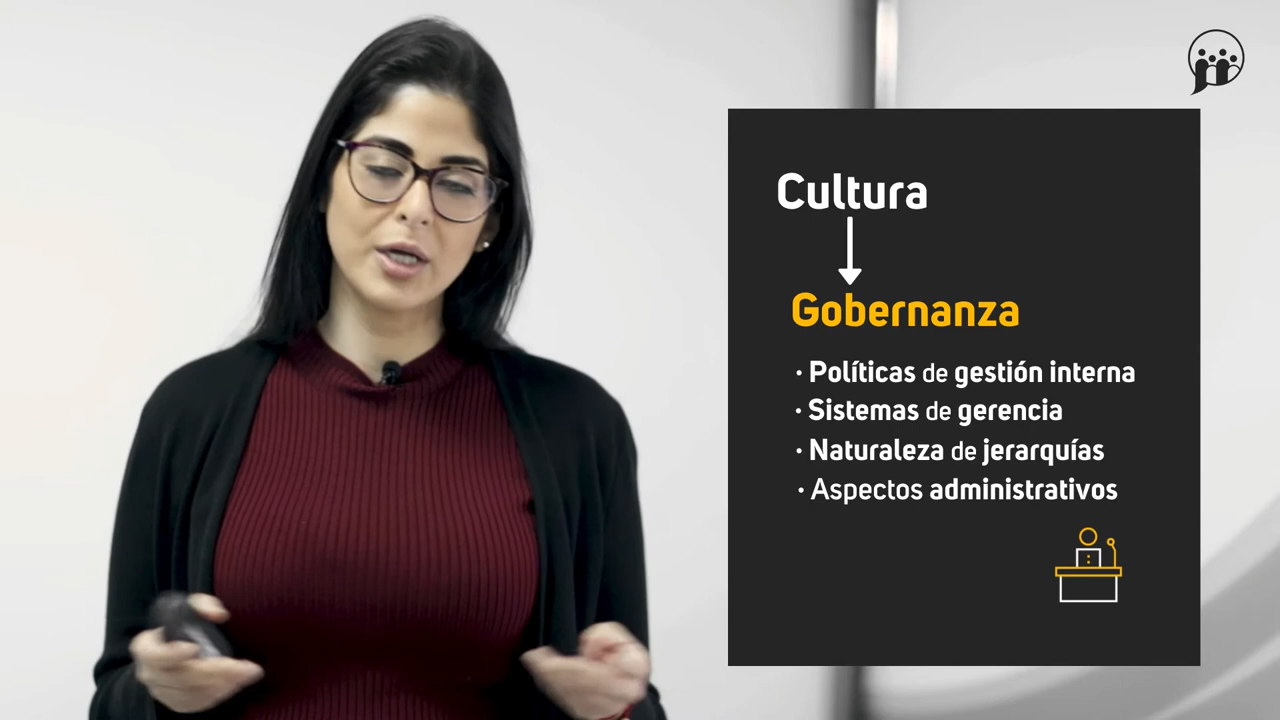 Cultura
Gobernanza
• Políticas de gestión interna
• Sistemas de gerencia
• Naturaleza de jerarquías
• Aspectos administrativos